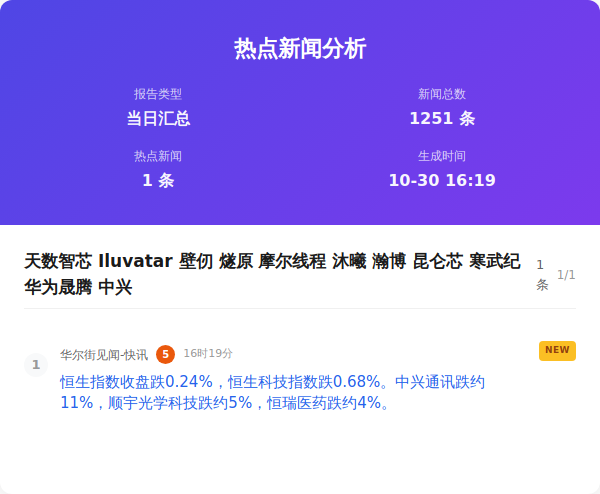 热点新闻分析
报告类型
新闻总数
当日汇总
1251 条
热点新闻
生成时间
1 条
10-30 16:19
天数智芯 Iluvatar 壁仞 燧原 摩尔线程 沐曦 瀚博 昆仑芯 寒武纪
华为晟腾 中兴
1
条
1/1
1
华尔街见闻-快讯 5 16时19分
NEW
恒生指数收盘跌0.24%，恒生科技指数跌0.68%。中兴通讯跌约
11%，顺宇光学科技跌约5%，恒瑞医药跌约4%。